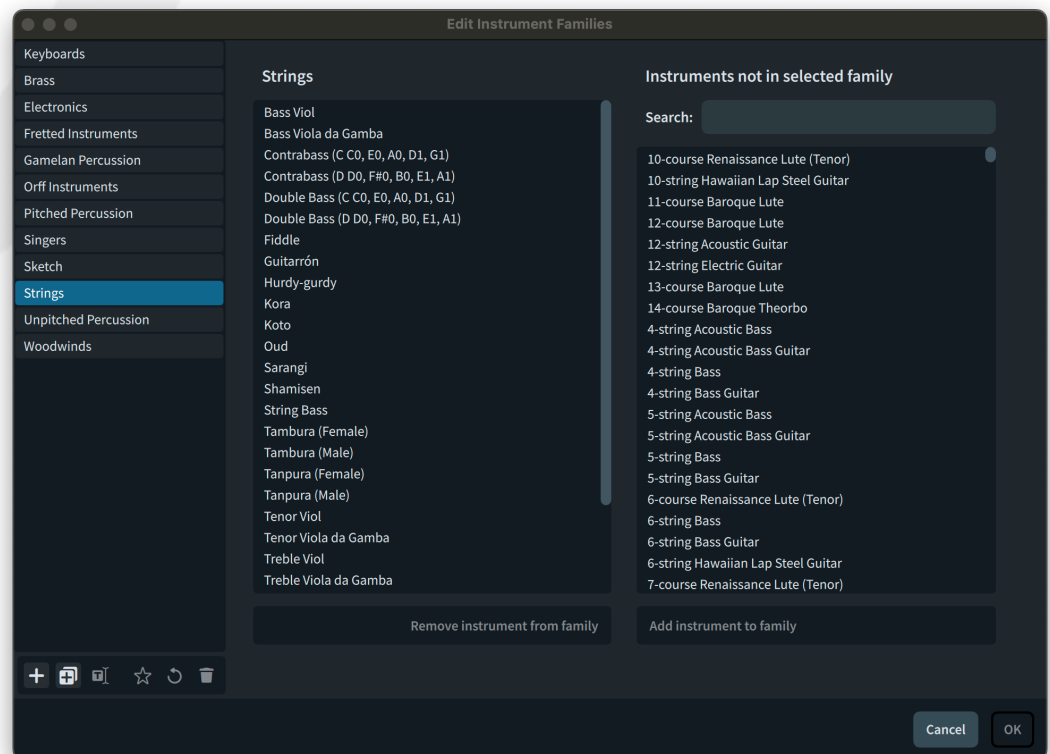 Edit Instrument Families
Keyboards
Brass
Electronics
Fretted Instruments
Gamelan Percussion
Orff Instruments
Pitched Percussion
Singers
Sketch
Strings
Unpitched Percussion
Woodwinds
Strings
Bass Viol
Bass Viola da Gamba
Contrabass (C C0, E0, A0, D1, G1)
Contrabass (D D0, F#0, B0, E1, A1)
Double Bass (C C0, E0, A0, D1, G1)
Double Bass (D D0, F#0, B0, E1, A1)
Fiddle
Guitarrón
Hurdy-gurdy
Kora
Koto
Oud
Sarangi
Shamisen
String Bass
Tambura (Female)
Tambura (Male)
Tanpura (Female)
Tanpura (Male)
Tenor Viol
Tenor Viola da Gamba
Treble Viol
Treble Viola da Gamba
Remove instrument from family
Instruments not in selected family
Search:
10-course Renaissance Lute (Tenor)
10-string Hawaiian Lap Steel Guitar
11-course Baroque Lute
12-course Baroque Lute
12-string Acoustic Guitar
12-string Electric Guitar
13-course Baroque Lute
14-course Baroque Theorbo
4-string Acoustic Bass
4-string Acoustic Bass Guitar
4-string Bass
4-string Bass Guitar
5-string Acoustic Bass
5-string Acoustic Bass Guitar
5-string Bass
5-string Bass Guitar
6-course Renaissance Lute (Tenor)
6-string Bass
6-string Bass Guitar
6-string Hawaiian Lap Steel Guitar
7-course Renaissance Lute (Tenor)
Add instrument to family
Cancel
OK